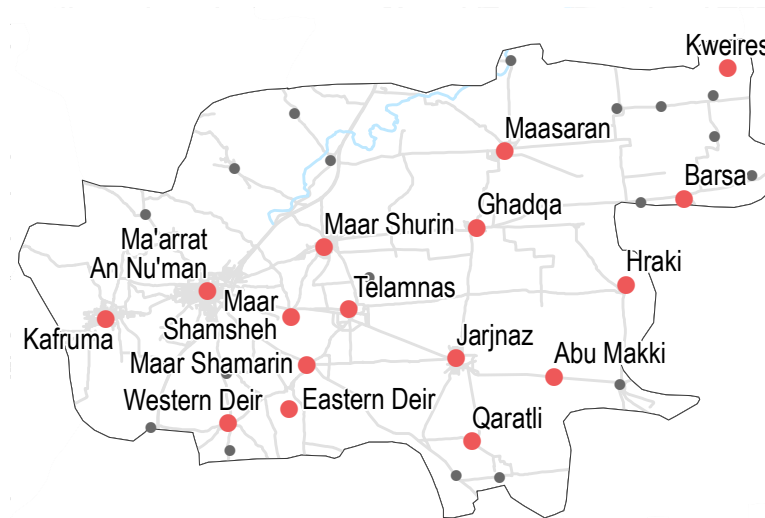 Kweires
Maasaran
Barsa
Ghadqa
Maar Shurin
Ma'arrat
An Nu'man
Hraki
Telamnas
Maar
Shamsheh
Kafruma
Jarjnaz
Abu Makki
Maar Shamarin
Western Deir
Eastern Deir
Qaratli